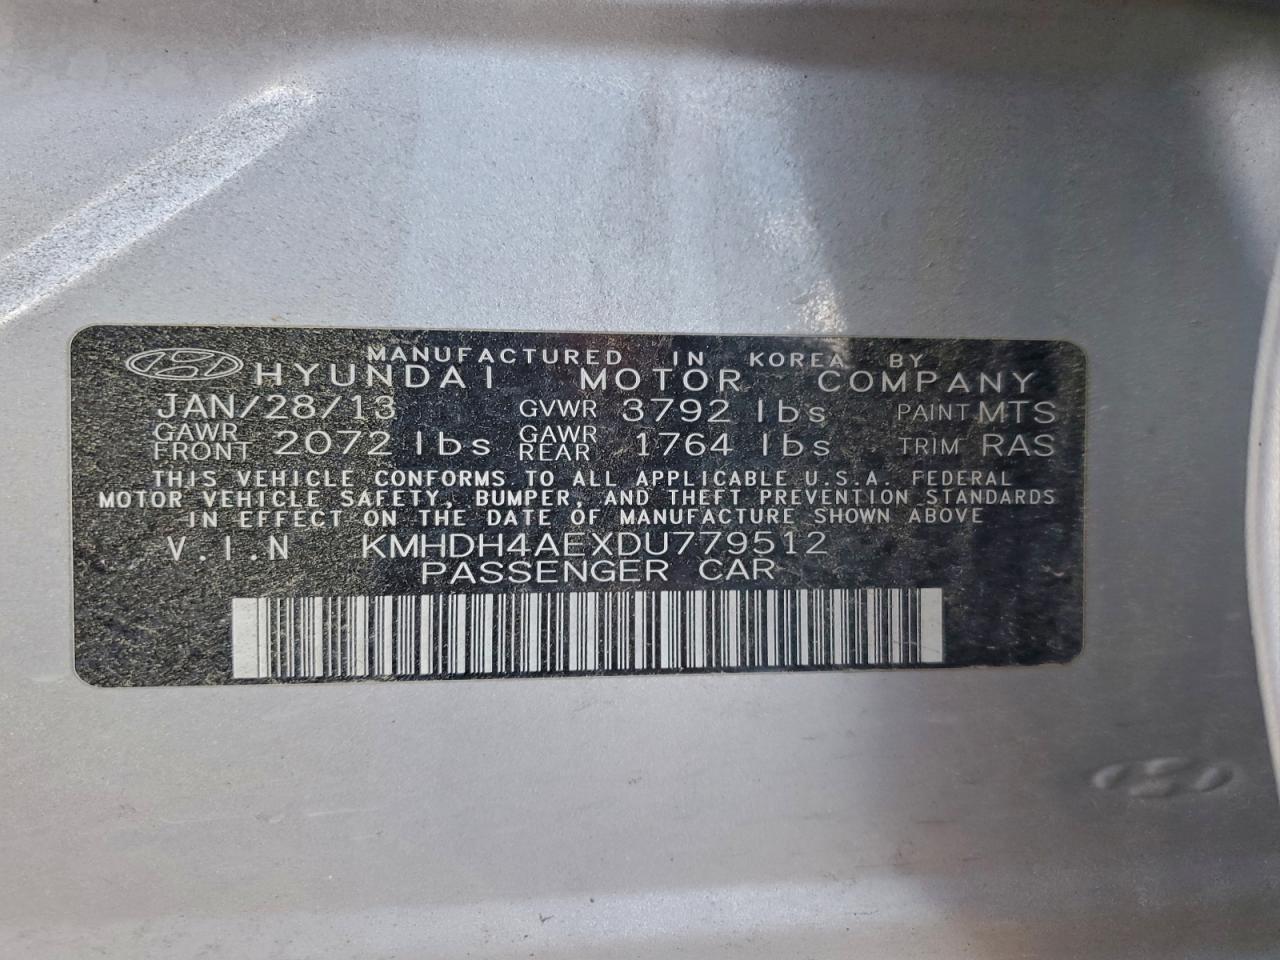 MANUFACTURED IN KOREA BY
HYUNDAI MOTOR COMPANY
JAN/28/13 GVWR 3792 lbs PAINT MTS
GAWR FRONT 2072 lbs GAWR REAR 1764 lbs TRIM RAS
THIS VEHICLE CONFORMS TO ALL APPLICABLE U.S.A. FEDERAL
MOTOR VEHICLE SAFETY, BUMPER, AND THEFT PREVENTION STANDARDS
IN EFFECT ON THE DATE OF MANUFACTURE SHOWN ABOVE
V.I.N KMHDH4AEXDU779512
PASSENGER CAR